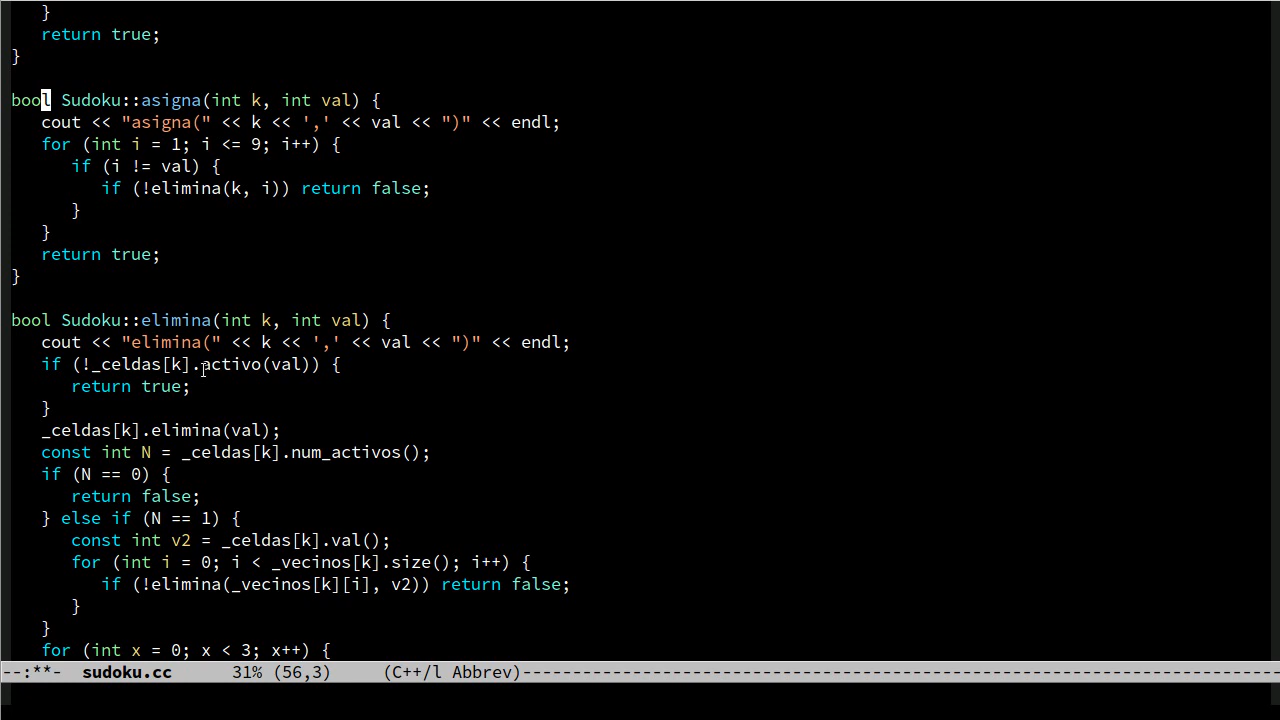 }
   return true;
}

bool Sudoku::asigna(int k, int val) {
   cout << "asigna(" << k << ',' << val << ")" << endl;
   for (int i = 1; i <= 9; i++) {
      if (i != val) {
         if (!elimina(k, i)) return false;
      }
   }
   return true;
}

bool Sudoku::elimina(int k, int val) {
   cout << "elimina(" << k << ',' << val << ")" << endl;
   if (!_celdas[k].activo(val)) {
      return true;
   }
   _celdas[k].elimina(val);
   const int N = _celdas[k].num_activos();
   if (N == 0) {
      return false;
   } else if (N == 1) {
      const int v2 = _celdas[k].val();
      for (int i = 0; i < _vecinos[k].size(); i++) {
         if (!elimina(_vecinos[k][i], v2)) return false;
      }
   }
   for (int x = 0; x < 3; x++) {
--:**-  sudoku.cc      31% (56,3)     (C++/l Abbrev)----------------------------------------------------------------------------